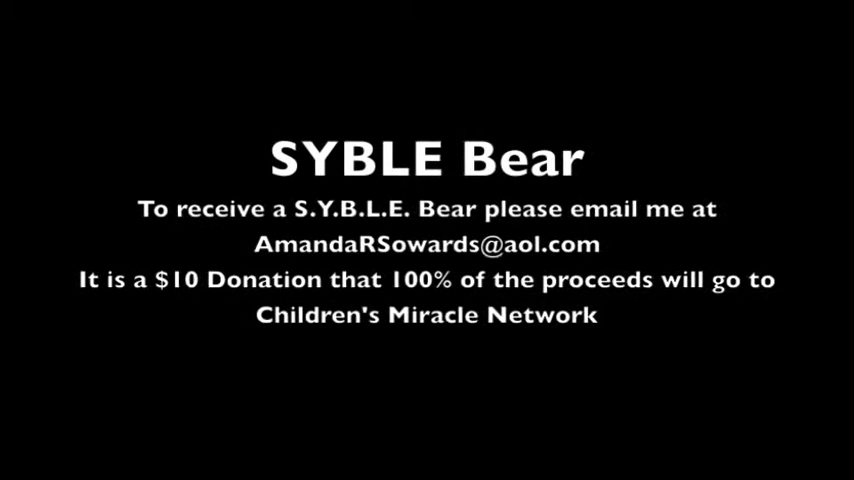 SYBLE Bear
To receive a S.Y.B.L.E. Bear please email me at
AmandaRSowards@aol.com
It is a $10 Donation that 100% of the proceeds will go to
Children's Miracle Network